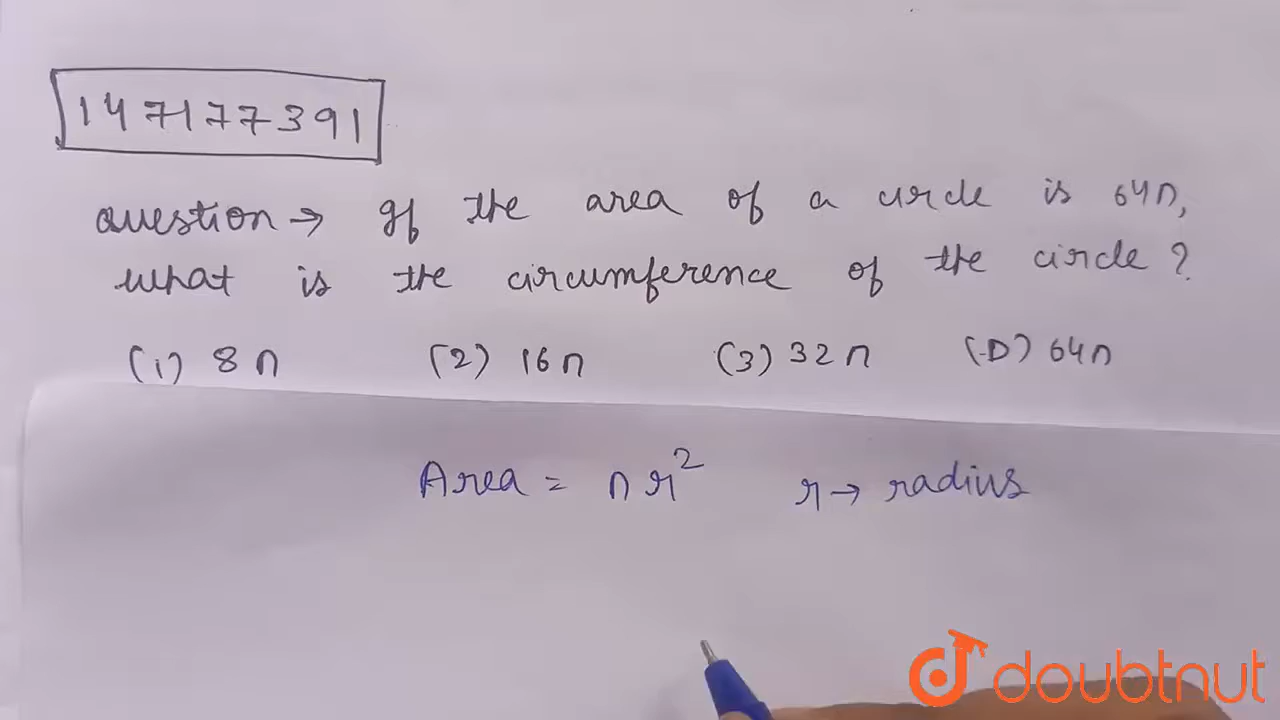 147177391
Question → If the area of a circle is 64π,
what is the circumference of the circle?
(1) 8π (2) 16π (3) 32π (D) 64π
Area = πr² r → radius
doubtnut